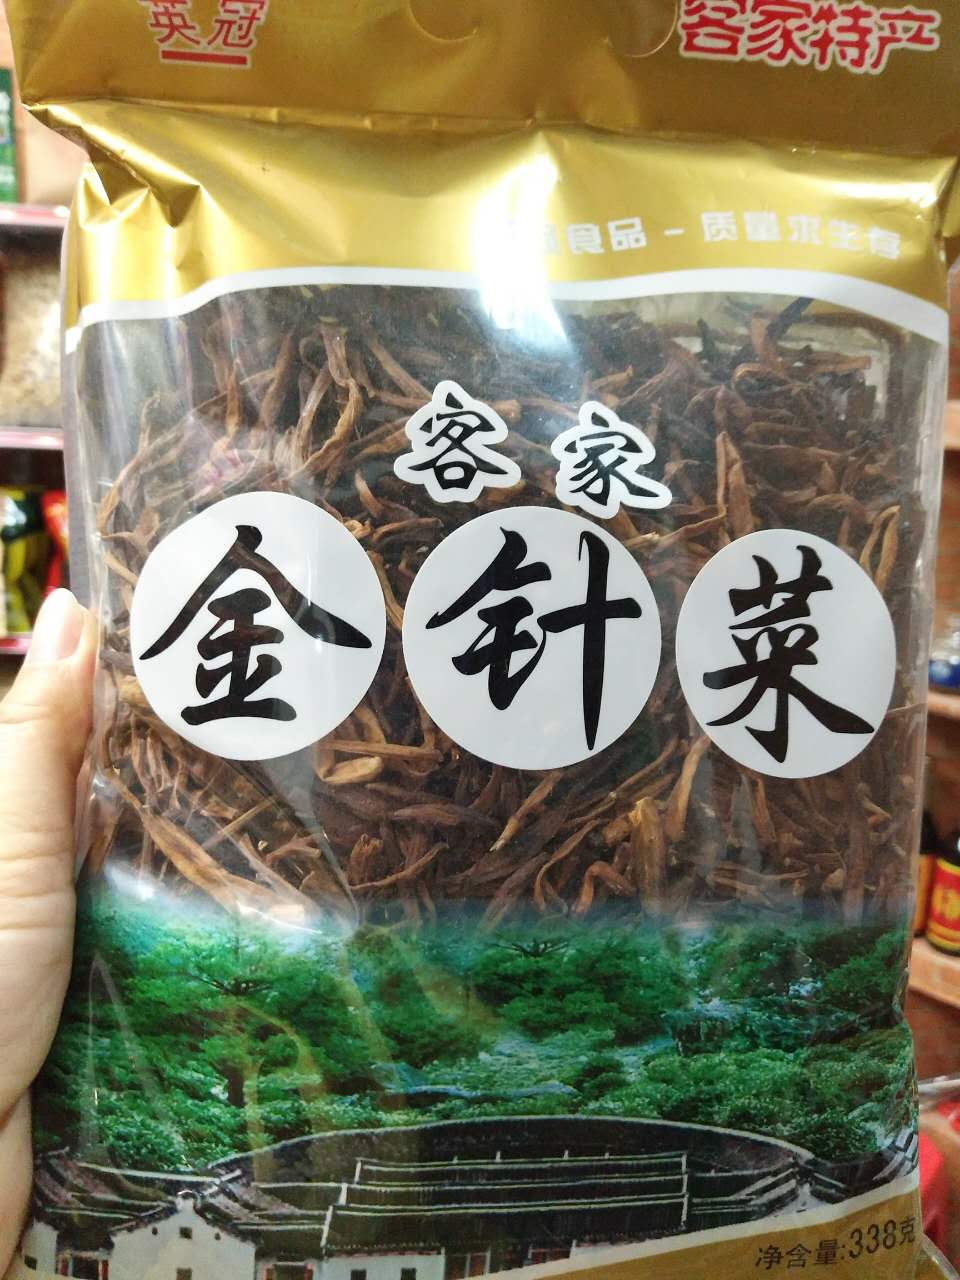 英冠
客家特产
食品－质量求生存
客家
金针菜
净含量:338克